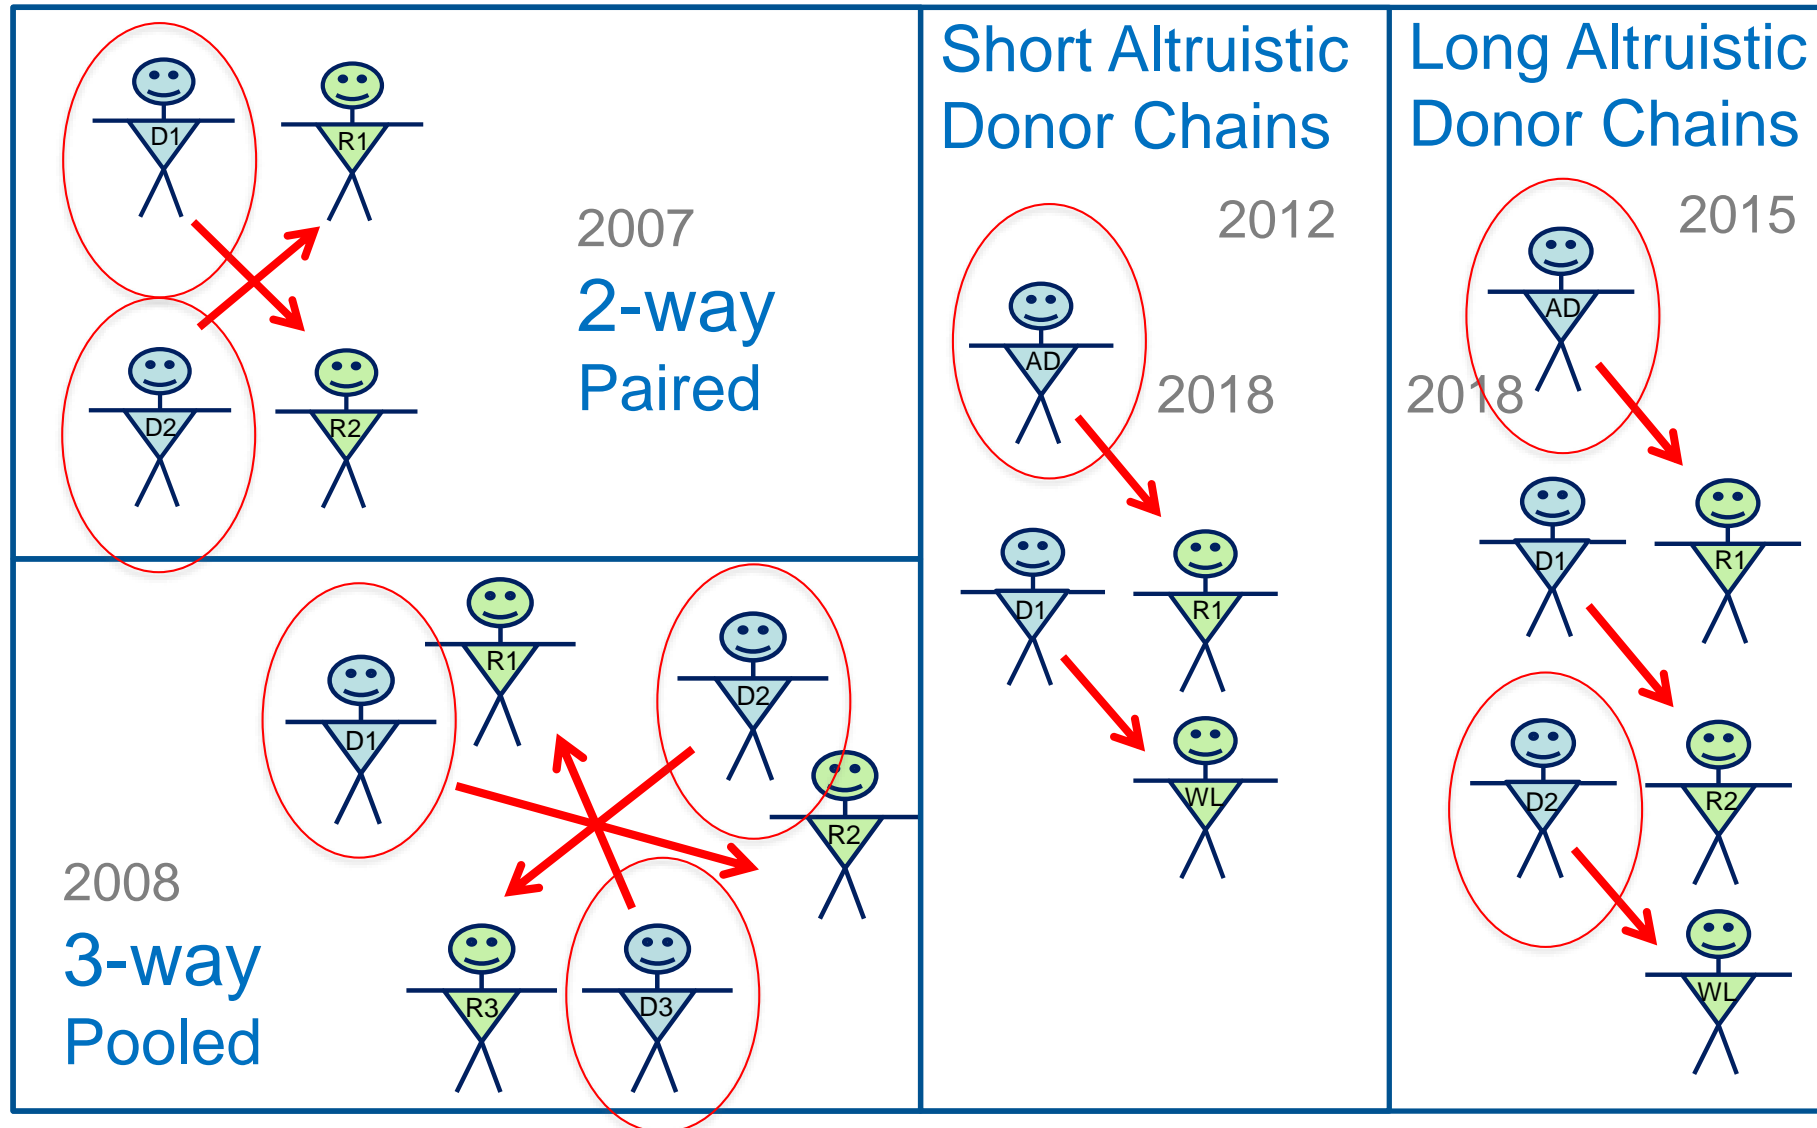 D1
R1
2007
2-way
Paired
D2
R2
R1
D2
D1
R2
2008
3-way
Pooled
R3
D3
Short Altruistic
Donor Chains
2012
AD
2018
D1
R1
WL
Long Altruistic
Donor Chains
2015
AD
2018
D1
R1
D2
R2
WL